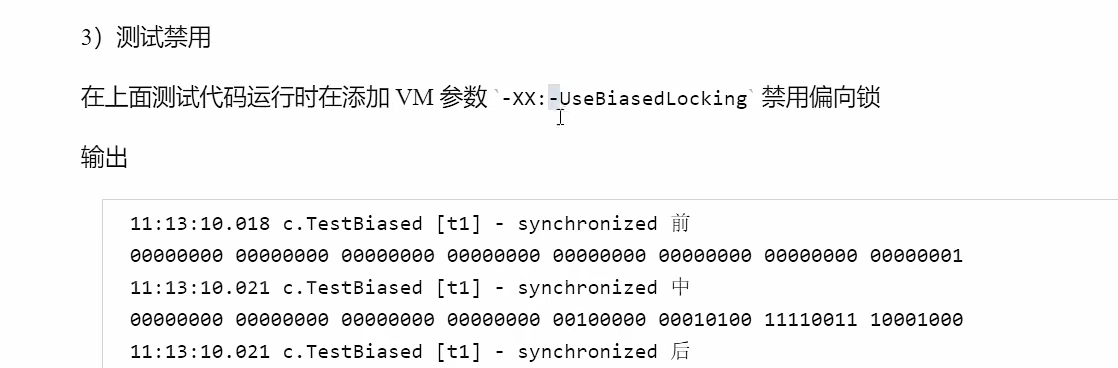 3）测试禁用
在上面测试代码运行时在添加 VM 参数 `-XX:-UseBiasedLocking` 禁用偏向锁
输出
11:13:10.018 c.TestBiased [t1] - synchronized 前
00000000 00000000 00000000 00000000 00000000 00000000 00000000 00000001
11:13:10.021 c.TestBiased [t1] - synchronized 中
00000000 00000000 00000000 00000000 00100000 00010100 11110011 10001000
11:13:10.021 c.TestBiased [t1] - synchronized 后